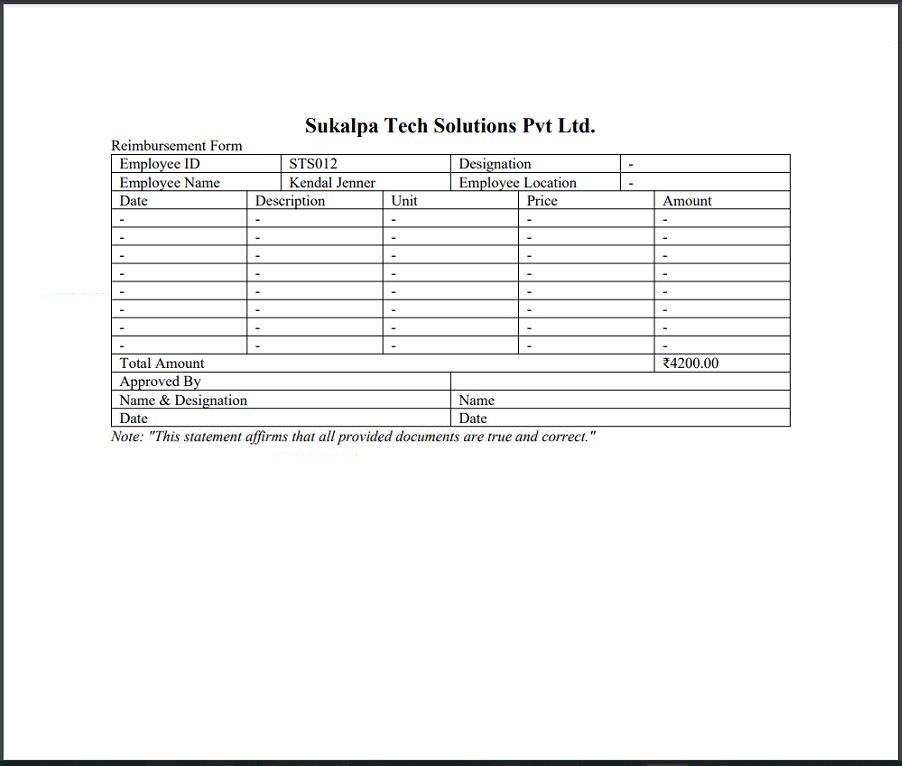 Sukalpa Tech Solutions Pvt Ltd.
Reimbursement Form
Employee ID STS012 Designation -
Employee Name Kendal Jenner Employee Location -
Date Description Unit Price Amount
- - - - -
- - - - -
- - - - -
- - - - -
- - - - -
- - - - -
- - - - -
- - - - -
Total Amount ₹4200.00
Approved By
Name & Designation Name
Date Date
Note: "This statement affirms that all provided documents are true and correct."